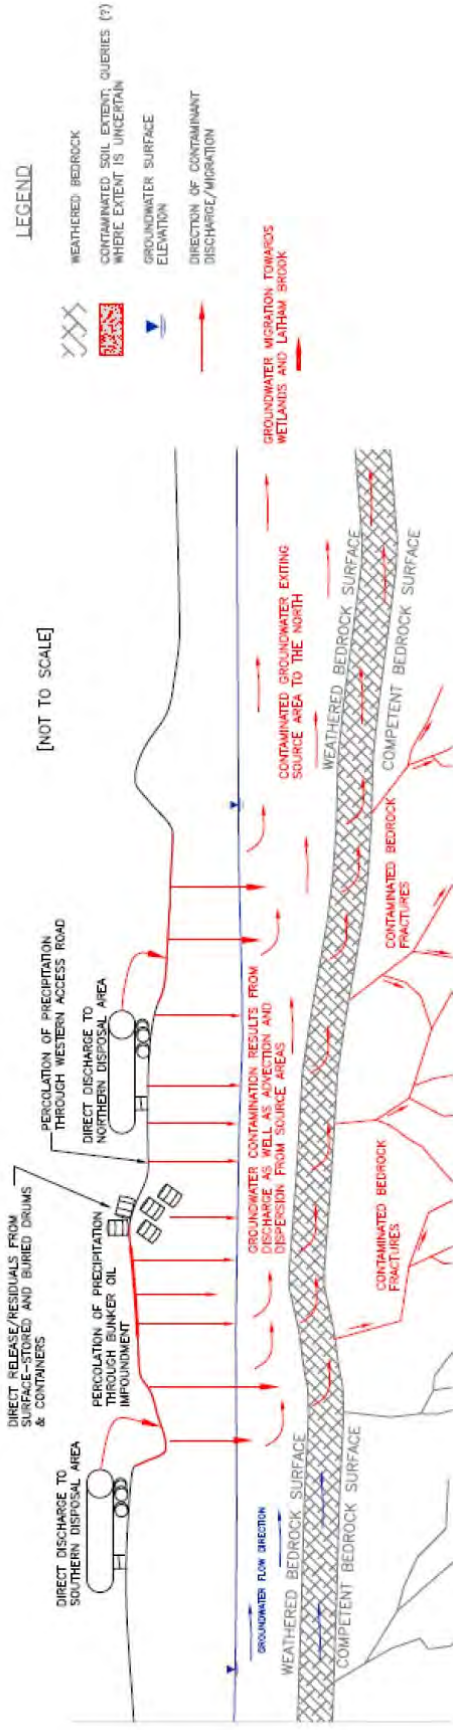 LEGEND
WEATHERED BEDROCK
CONTAMINATED SOIL EXTENT; QUERIES (?)
WHERE EXTENT IS UNCERTAIN
GROUNDWATER SURFACE
ELEVATION
DIRECTION OF CONTAMINANT
DISCHARGE/MIGRATION
[NOT TO SCALE]
DIRECT RELEASE/RESIDUALS FROM
SURFACE-STORED AND BURIED DRUMS
& CONTAINERS
PERCOLATION OF PRECIPITATION
THROUGH WESTERN ACCESS ROAD
DIRECT DISCHARGE TO
SOUTHERN DISPOSAL AREA
PERCOLATION OF PRECIPITATION
THROUGH BUNKER OIL
IMPOUNDMENT
DIRECT DISCHARGE TO
NORTHERN DISPOSAL AREA
GROUNDWATER FLOW DIRECTION
GROUNDWATER CONTAMINATION RESULTS FROM
DISCHARGE AS WELL AS ADVECTION AND
DISPERSION FROM SOURCE AREAS
CONTAMINATED GROUNDWATER EXITING
SOURCE AREA TO THE NORTH
GROUNDWATER MIGRATION TOWARDS
WETLANDS AND LATHAM BROOK
WEATHERED BEDROCK SURFACE
COMPETENT BEDROCK SURFACE
WEATHERED BEDROCK SURFACE
COMPETENT BEDROCK SURFACE
CONTAMINATED BEDROCK
FRACTURES
CONTAMINATED BEDROCK
FRACTURES